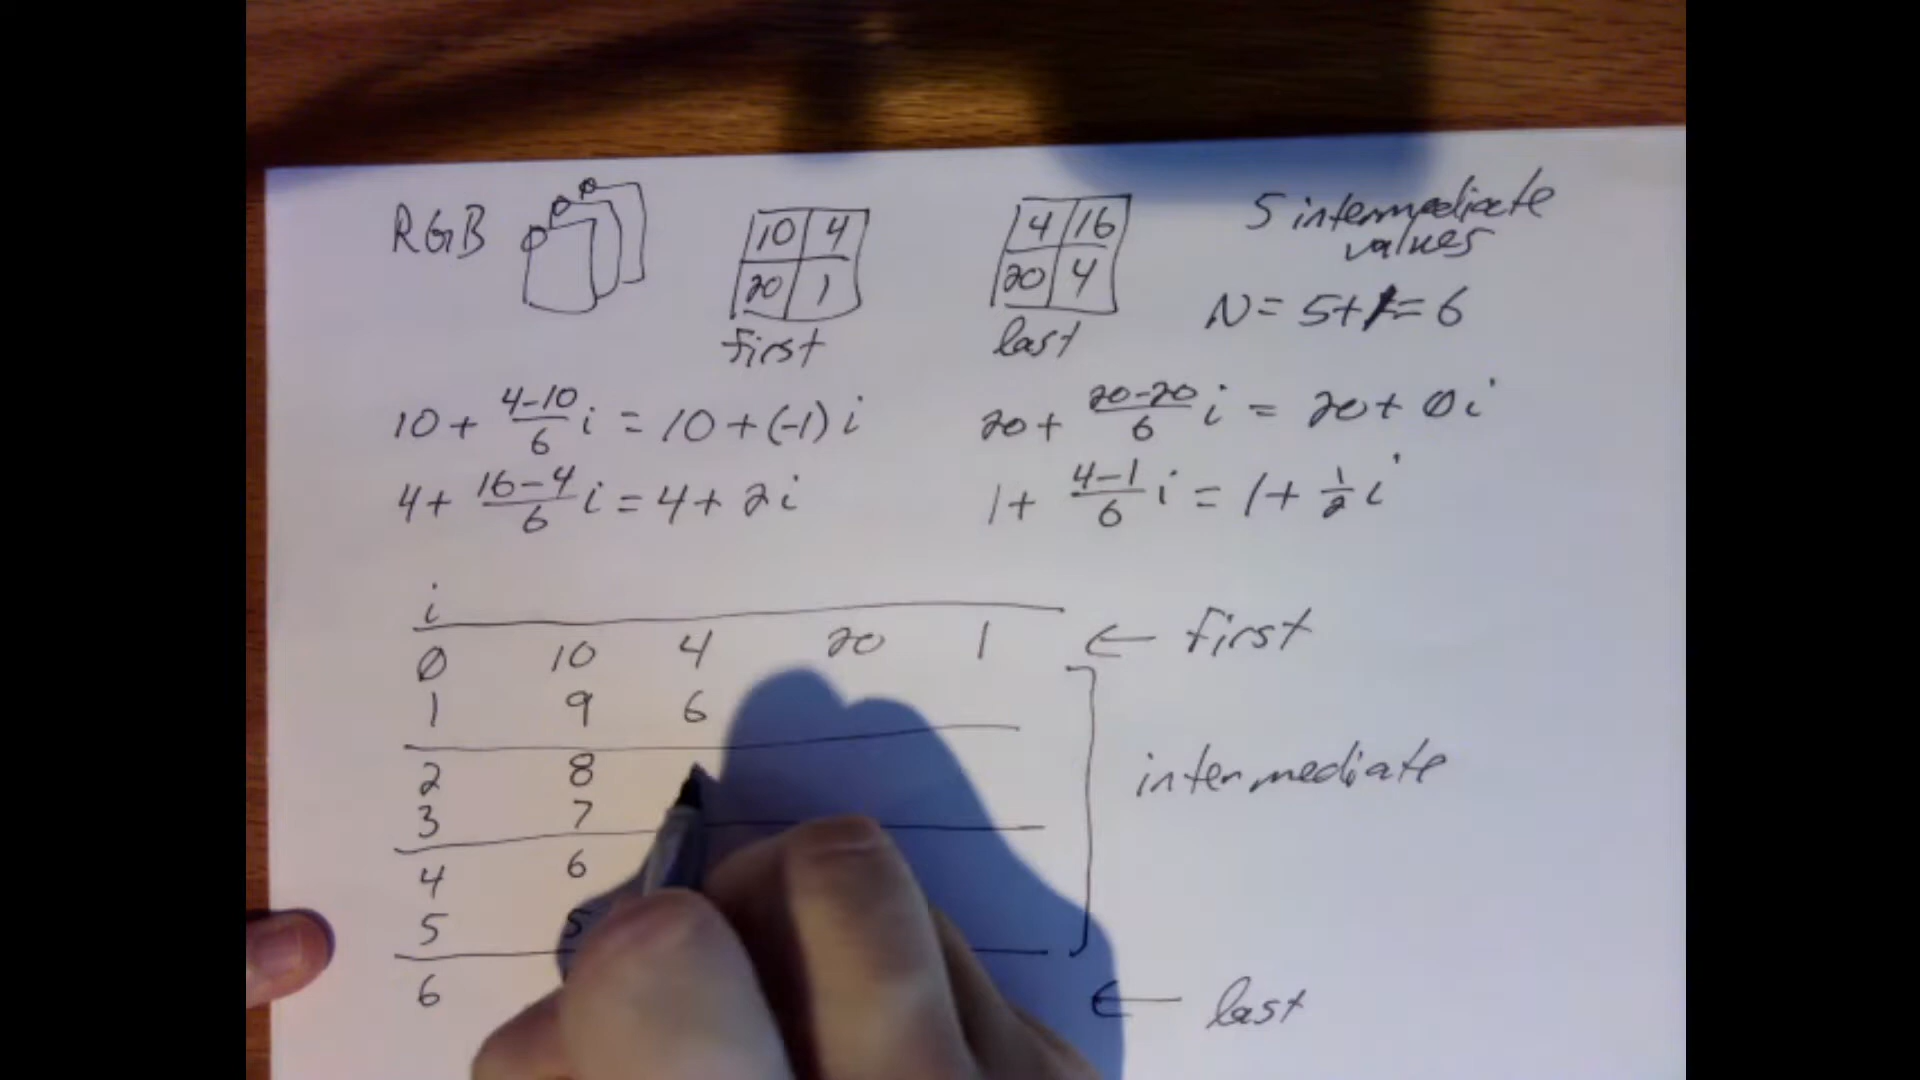 RGB
10 4
20 1
first
4 16
20 4
last
5 intermediate
values
N = 5+1 = 6
10 + (4-10)/6 i = 10 + (-1) i
20 + (20-20)/6 i = 20 + 0i
4 + (16-4)/6 i = 4 + 2i
1 + (4-1)/6 i = 1 + 1/2 i
i
0 10 4 20 1 ← first
1 9 6
2 8
intermediate
3 7
4 6
5 5
6
← last